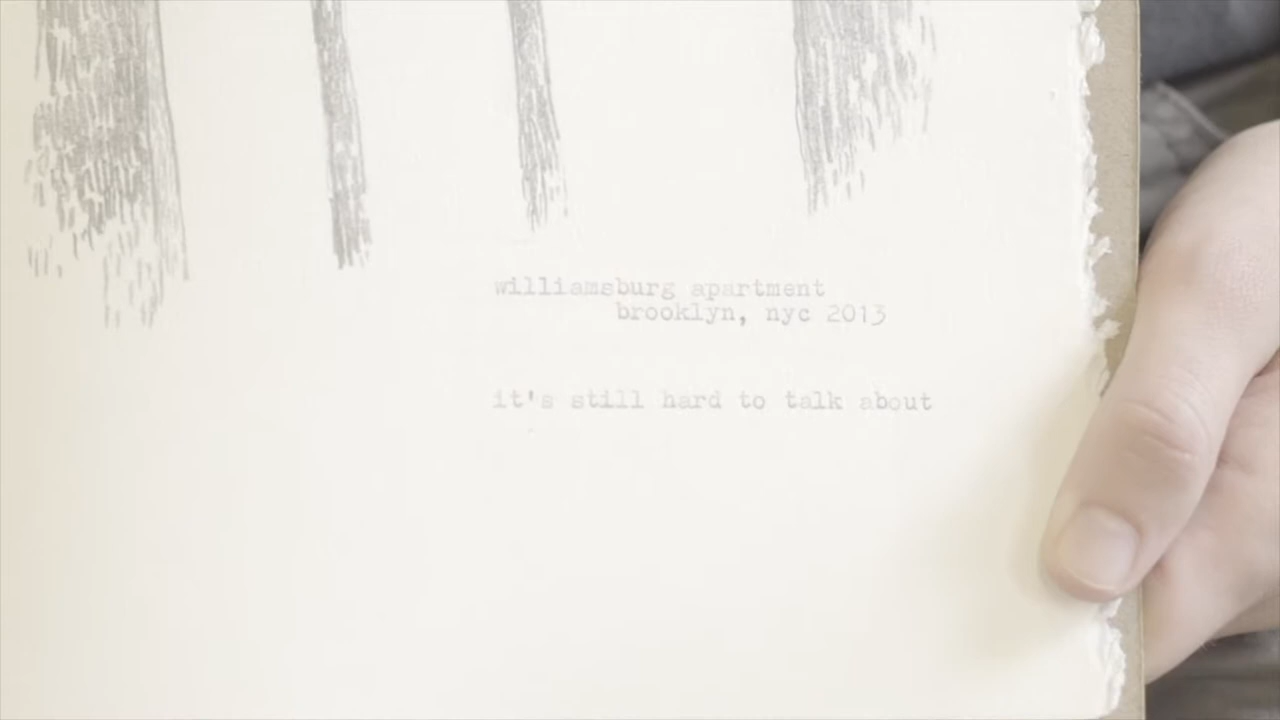 williamsburg apartment
brooklyn, nyc 2013
it's still hard to talk about